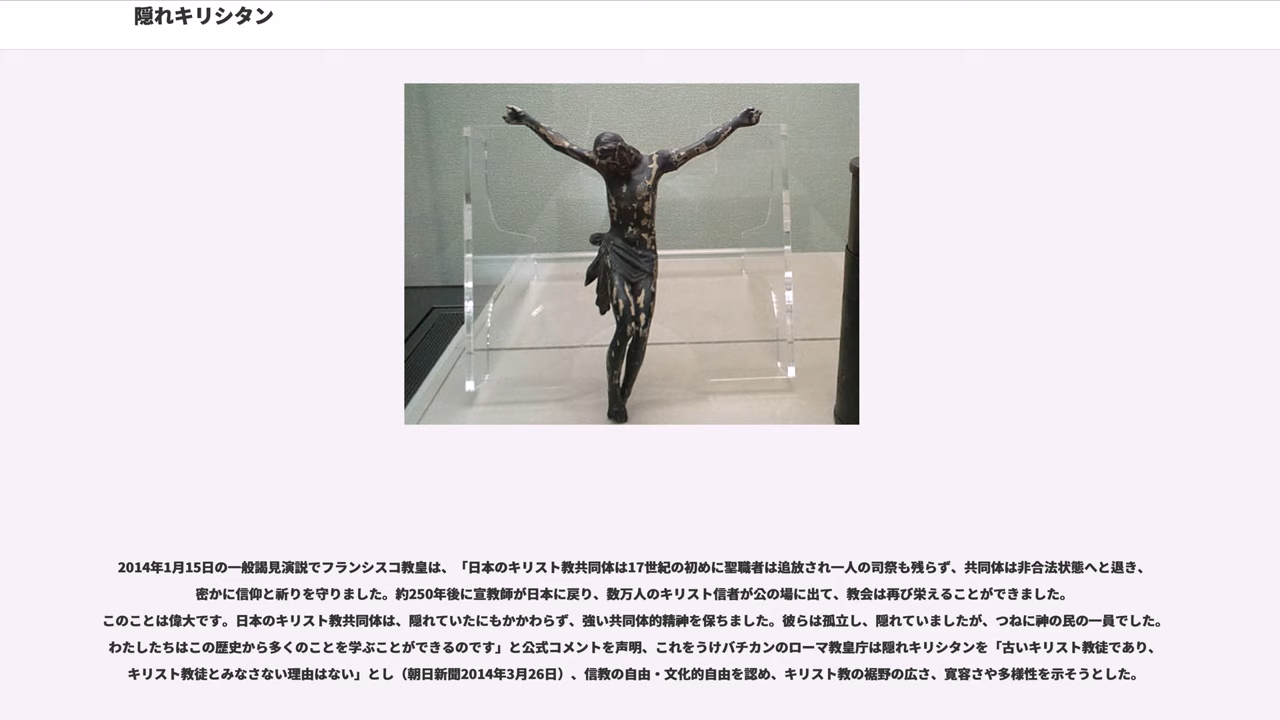 隠れキリシタン
2014年1月15日の一般謁見演説でフランシスコ教皇は、「日本のキリスト教共同体は17世紀の初めに聖職者は追放され一人の司祭も残らず、共同体は非合法状態へと退き、
密かに信仰と祈りを守りました。約250年後に宣教師が日本に戻り、数万人のキリスト信者が公の場に出て、教会は再び栄えることができました。
このことは偉大です。日本のキリスト教共同体は、隠れていたにもかかわらず、強い共同体的精神を保ちました。彼らは孤立し、隠れていましたが、つねに神の民の一員でした。
わたしたちはこの歴史から多くのことを学ぶことができるのです」と公式コメントを声明、これをうけバチカンのローマ教皇庁は隠れキリシタンを「古いキリスト教徒であり、
キリスト教徒とみなさない理由はない」とし（朝日新聞2014年3月26日）、信教の自由・文化的自由を認め、キリスト教の裾野の広さ、寛容さや多様性を示そうとした。